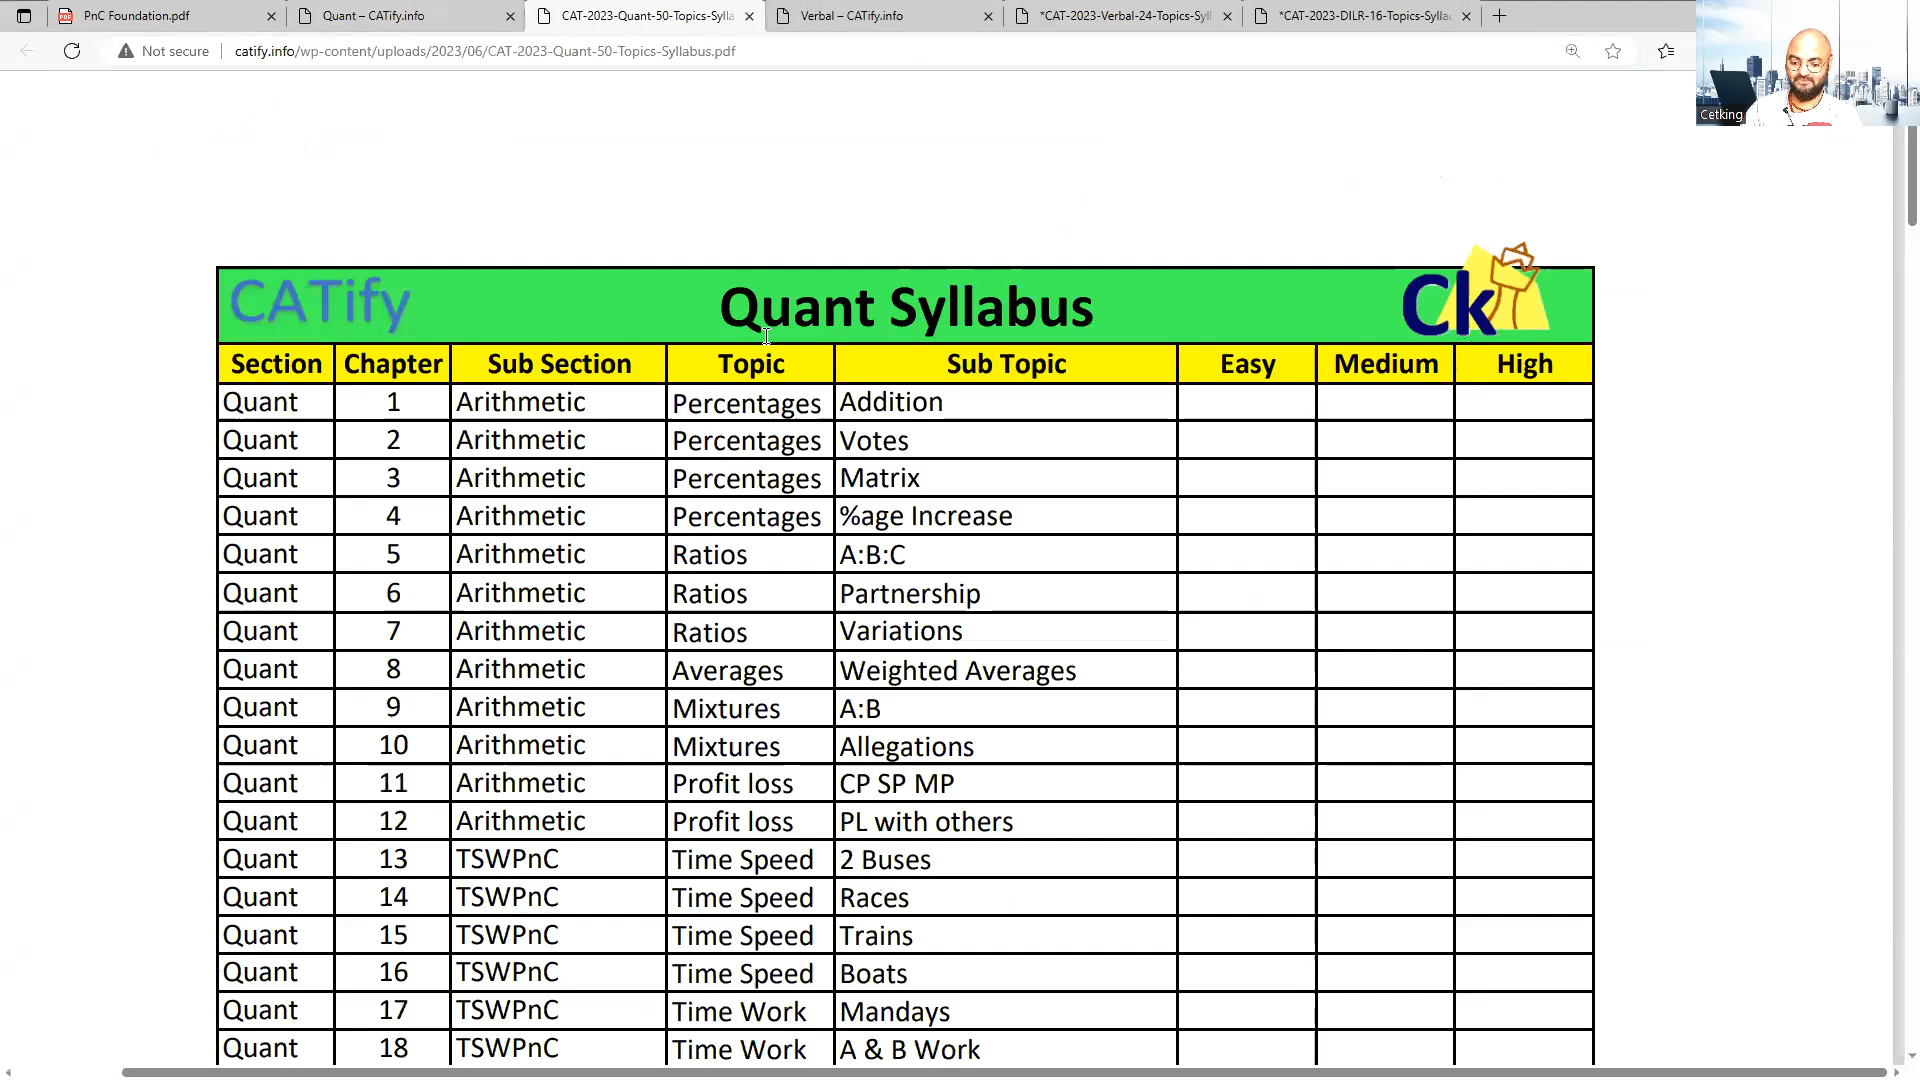 PnC Foundation.pdf
Quant – CATify.info
CAT-2023-Quant-50-Topics-Sylla
Verbal – CATify.info
*CAT-2023-Verbal-24-Topics-Syl
*CAT-2023-DILR-16-Topics-Sylla
Not secure
catify.info/wp-content/uploads/2023/06/CAT-2023-Quant-50-Topics-Syllabus.pdf
Cetking
CATify Quant Syllabus Ck
Section Chapter Sub Section Topic Sub Topic Easy Medium High
Quant 1 Arithmetic Percentages Addition
Quant 2 Arithmetic Percentages Votes
Quant 3 Arithmetic Percentages Matrix
Quant 4 Arithmetic Percentages %age Increase
Quant 5 Arithmetic Ratios A:B:C
Quant 6 Arithmetic Ratios Partnership
Quant 7 Arithmetic Ratios Variations
Quant 8 Arithmetic Averages Weighted Averages
Quant 9 Arithmetic Mixtures A:B
Quant 10 Arithmetic Mixtures Allegations
Quant 11 Arithmetic Profit loss CP SP MP
Quant 12 Arithmetic Profit loss PL with others
Quant 13 TSWPnC Time Speed 2 Buses
Quant 14 TSWPnC Time Speed Races
Quant 15 TSWPnC Time Speed Trains
Quant 16 TSWPnC Time Speed Boats
Quant 17 TSWPnC Time Work Mandays
Quant 18 TSWPnC Time Work A & B Work